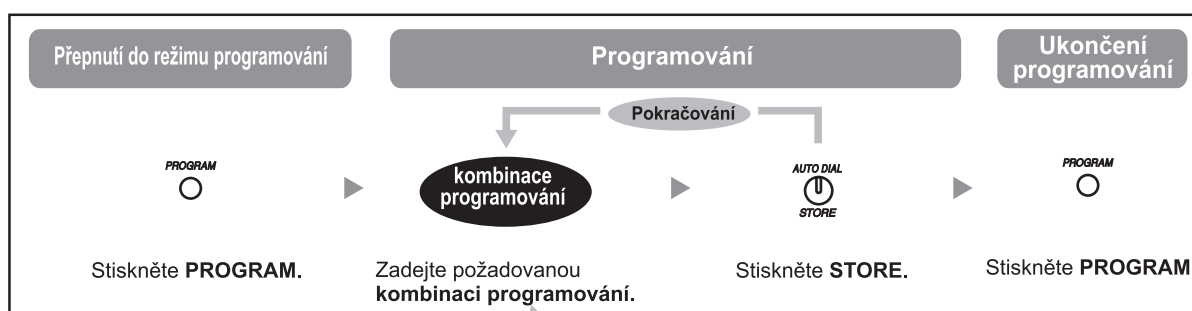 Přepnutí do režimu programování
Programování
Ukončení
programování
Pokračování
PROGRAM
kombinace
programování
AUTO DIAL
STORE
PROGRAM
Stiskněte PROGRAM.
Zadejte požadovanou
kombinaci programování.
Stiskněte STORE.
Stiskněte PROGRAM